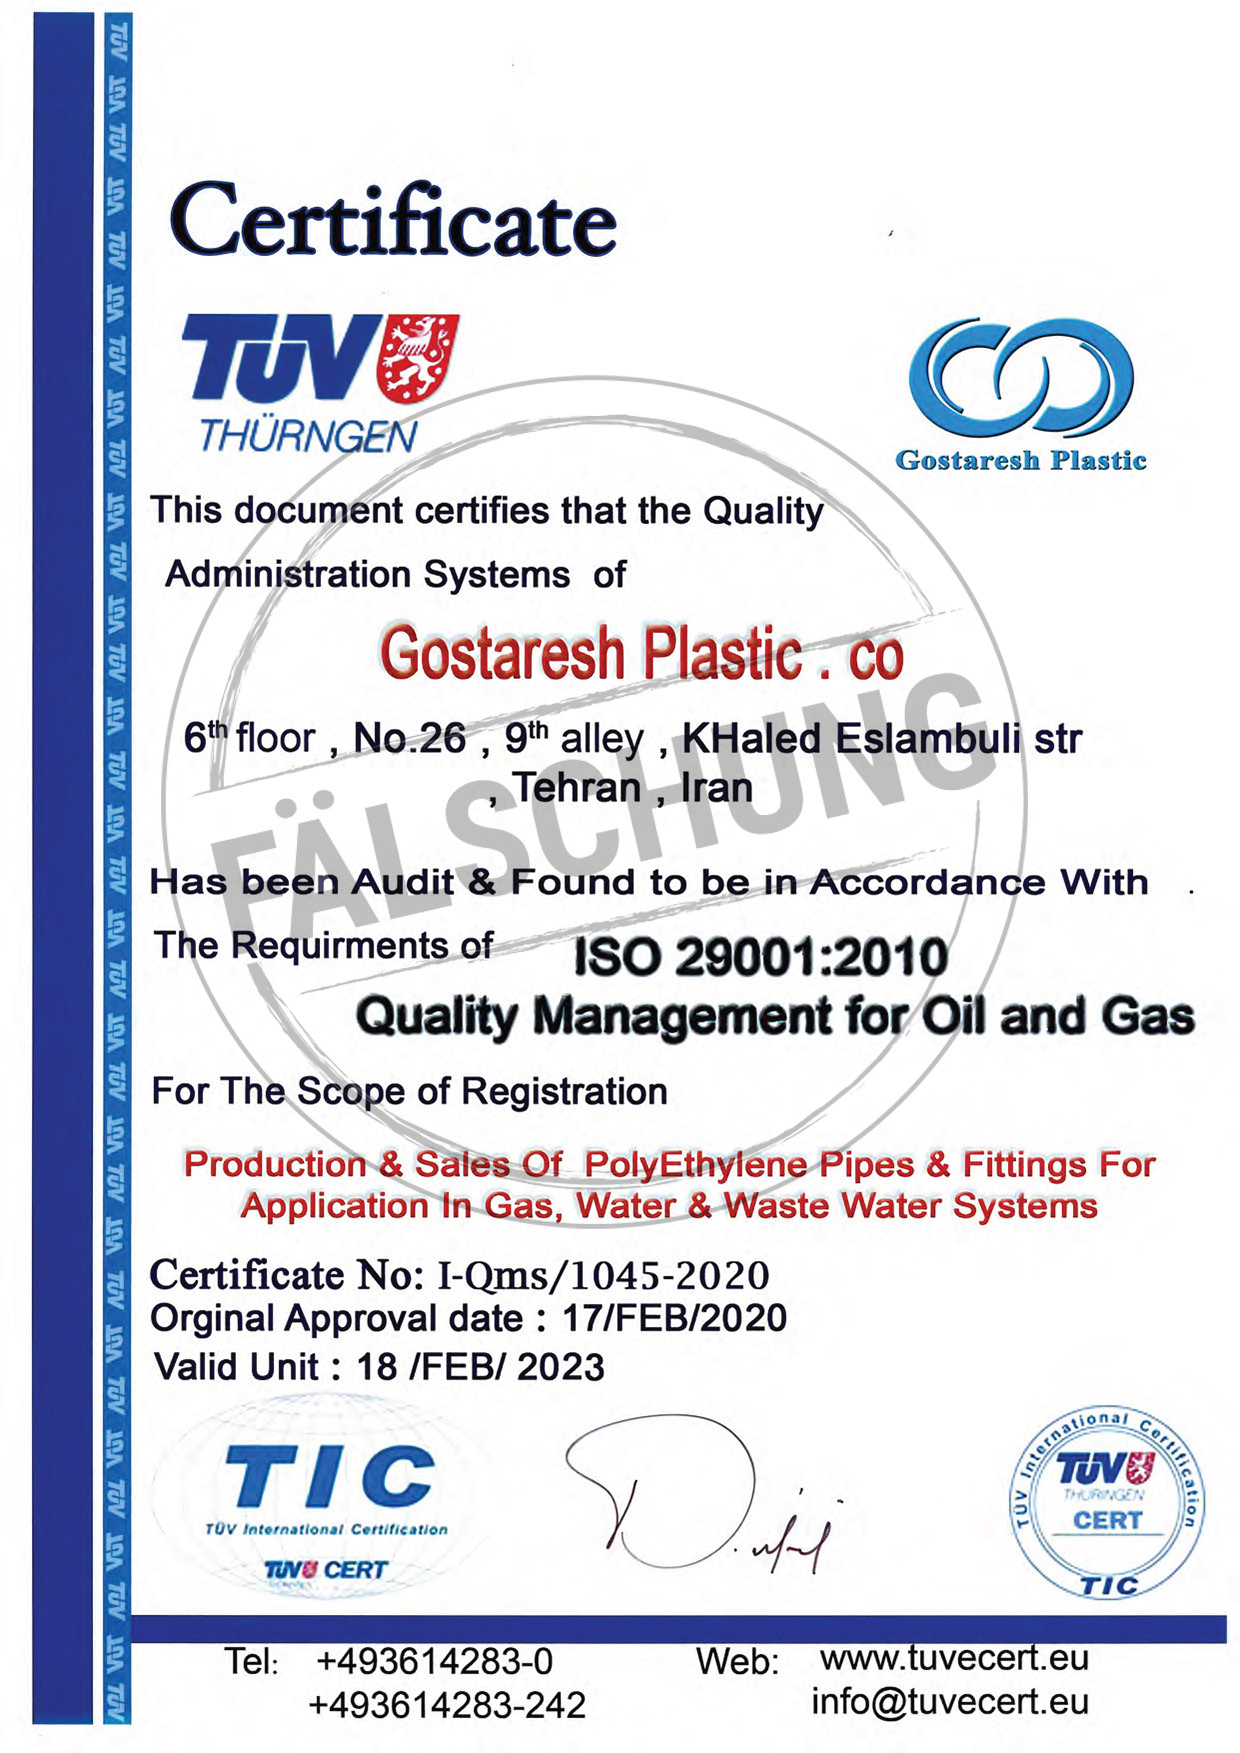 Certificate
TÜV
THÜRNGEN
Gostaresh Plastic
This document certifies that the Quality
Administration Systems of
Gostaresh Plastic . co
6th floor , No.26 , 9th alley , KHaled Eslambuli str
, Tehran , Iran
FÄLSCHUNG
Has been Audit & Found to be in Accordance With .
The Requirments of ISO 29001:2010
Quality Management for Oil and Gas
For The Scope of Registration
Production & Sales Of PolyEthylene Pipes & Fittings For
Application In Gas, Water & Waste Water Systems
Certificate No: I-Qms/1045-2020
Orginal Approval date : 17/FEB/2020
Valid Unit : 18 /FEB/ 2023
TIC
TÜV International Certification
TÜV CERT
TÜV International Certification
TÜV
THÜRINGEN
CERT
TIC
Tel: +493614283-0 Web: www.tuvecert.eu
+493614283-242 info@tuvecert.eu